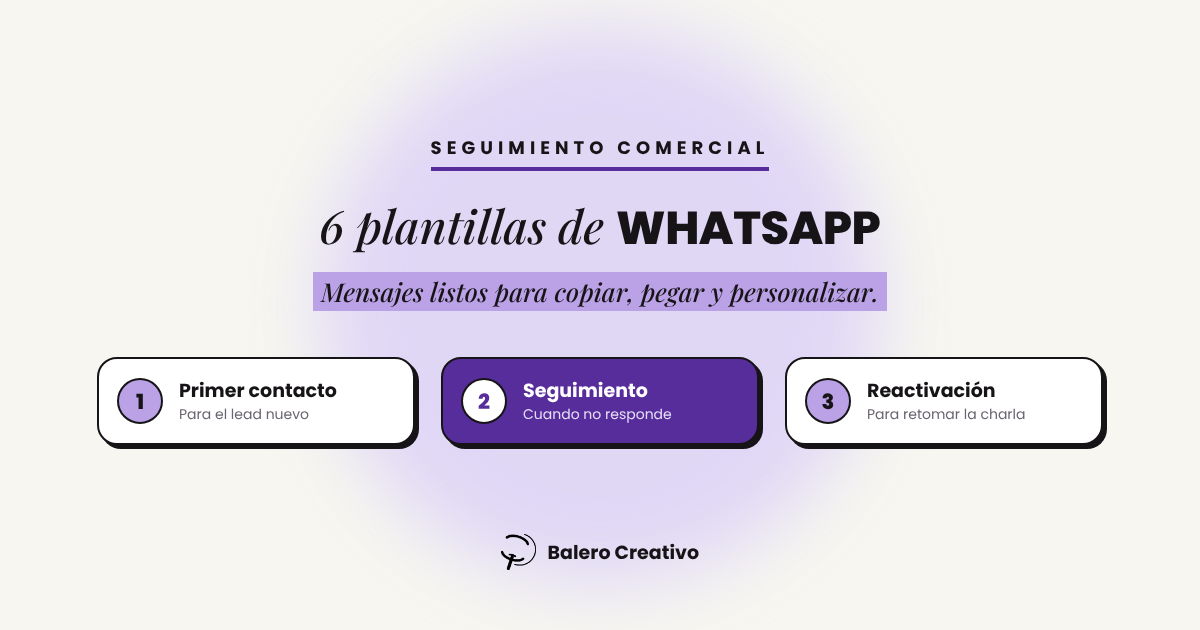 SEGUIMIENTO COMERCIAL
6 plantillas de WHATSAPP
Mensajes listos para copiar, pegar y personalizar.
1
Primer contacto
Para el lead nuevo
2
Seguimiento
Cuando no responde
3
Reactivación
Para retomar la charla
Balero Creativo